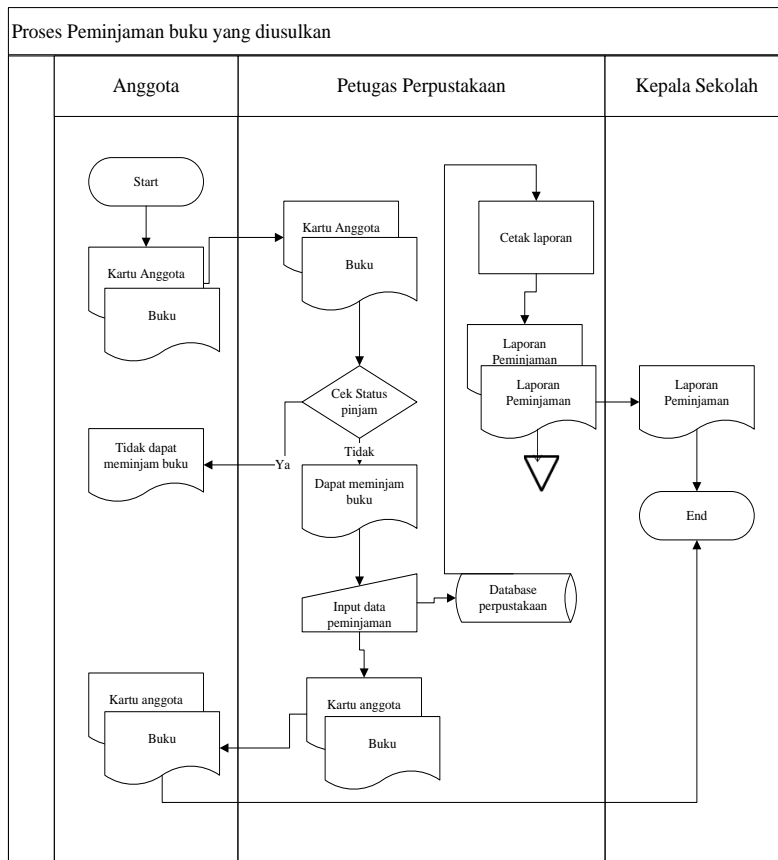 Proses Peminjaman buku yang diusulkan
Anggota
Petugas Perpustakaan
Kepala Sekolah
Start
Kartu Anggota
Buku
Kartu Anggota
Buku
Cetak laporan
Cek Status
pinjam
Laporan
Peminjaman
Laporan
Peminjaman
Laporan
Peminjaman
Ya
Tidak
Tidak dapat
meminjam buku
Dapat meminjam
buku
End
Input data
peminjaman
Database
perpustakaan
Kartu anggota
Buku
Kartu anggota
Buku